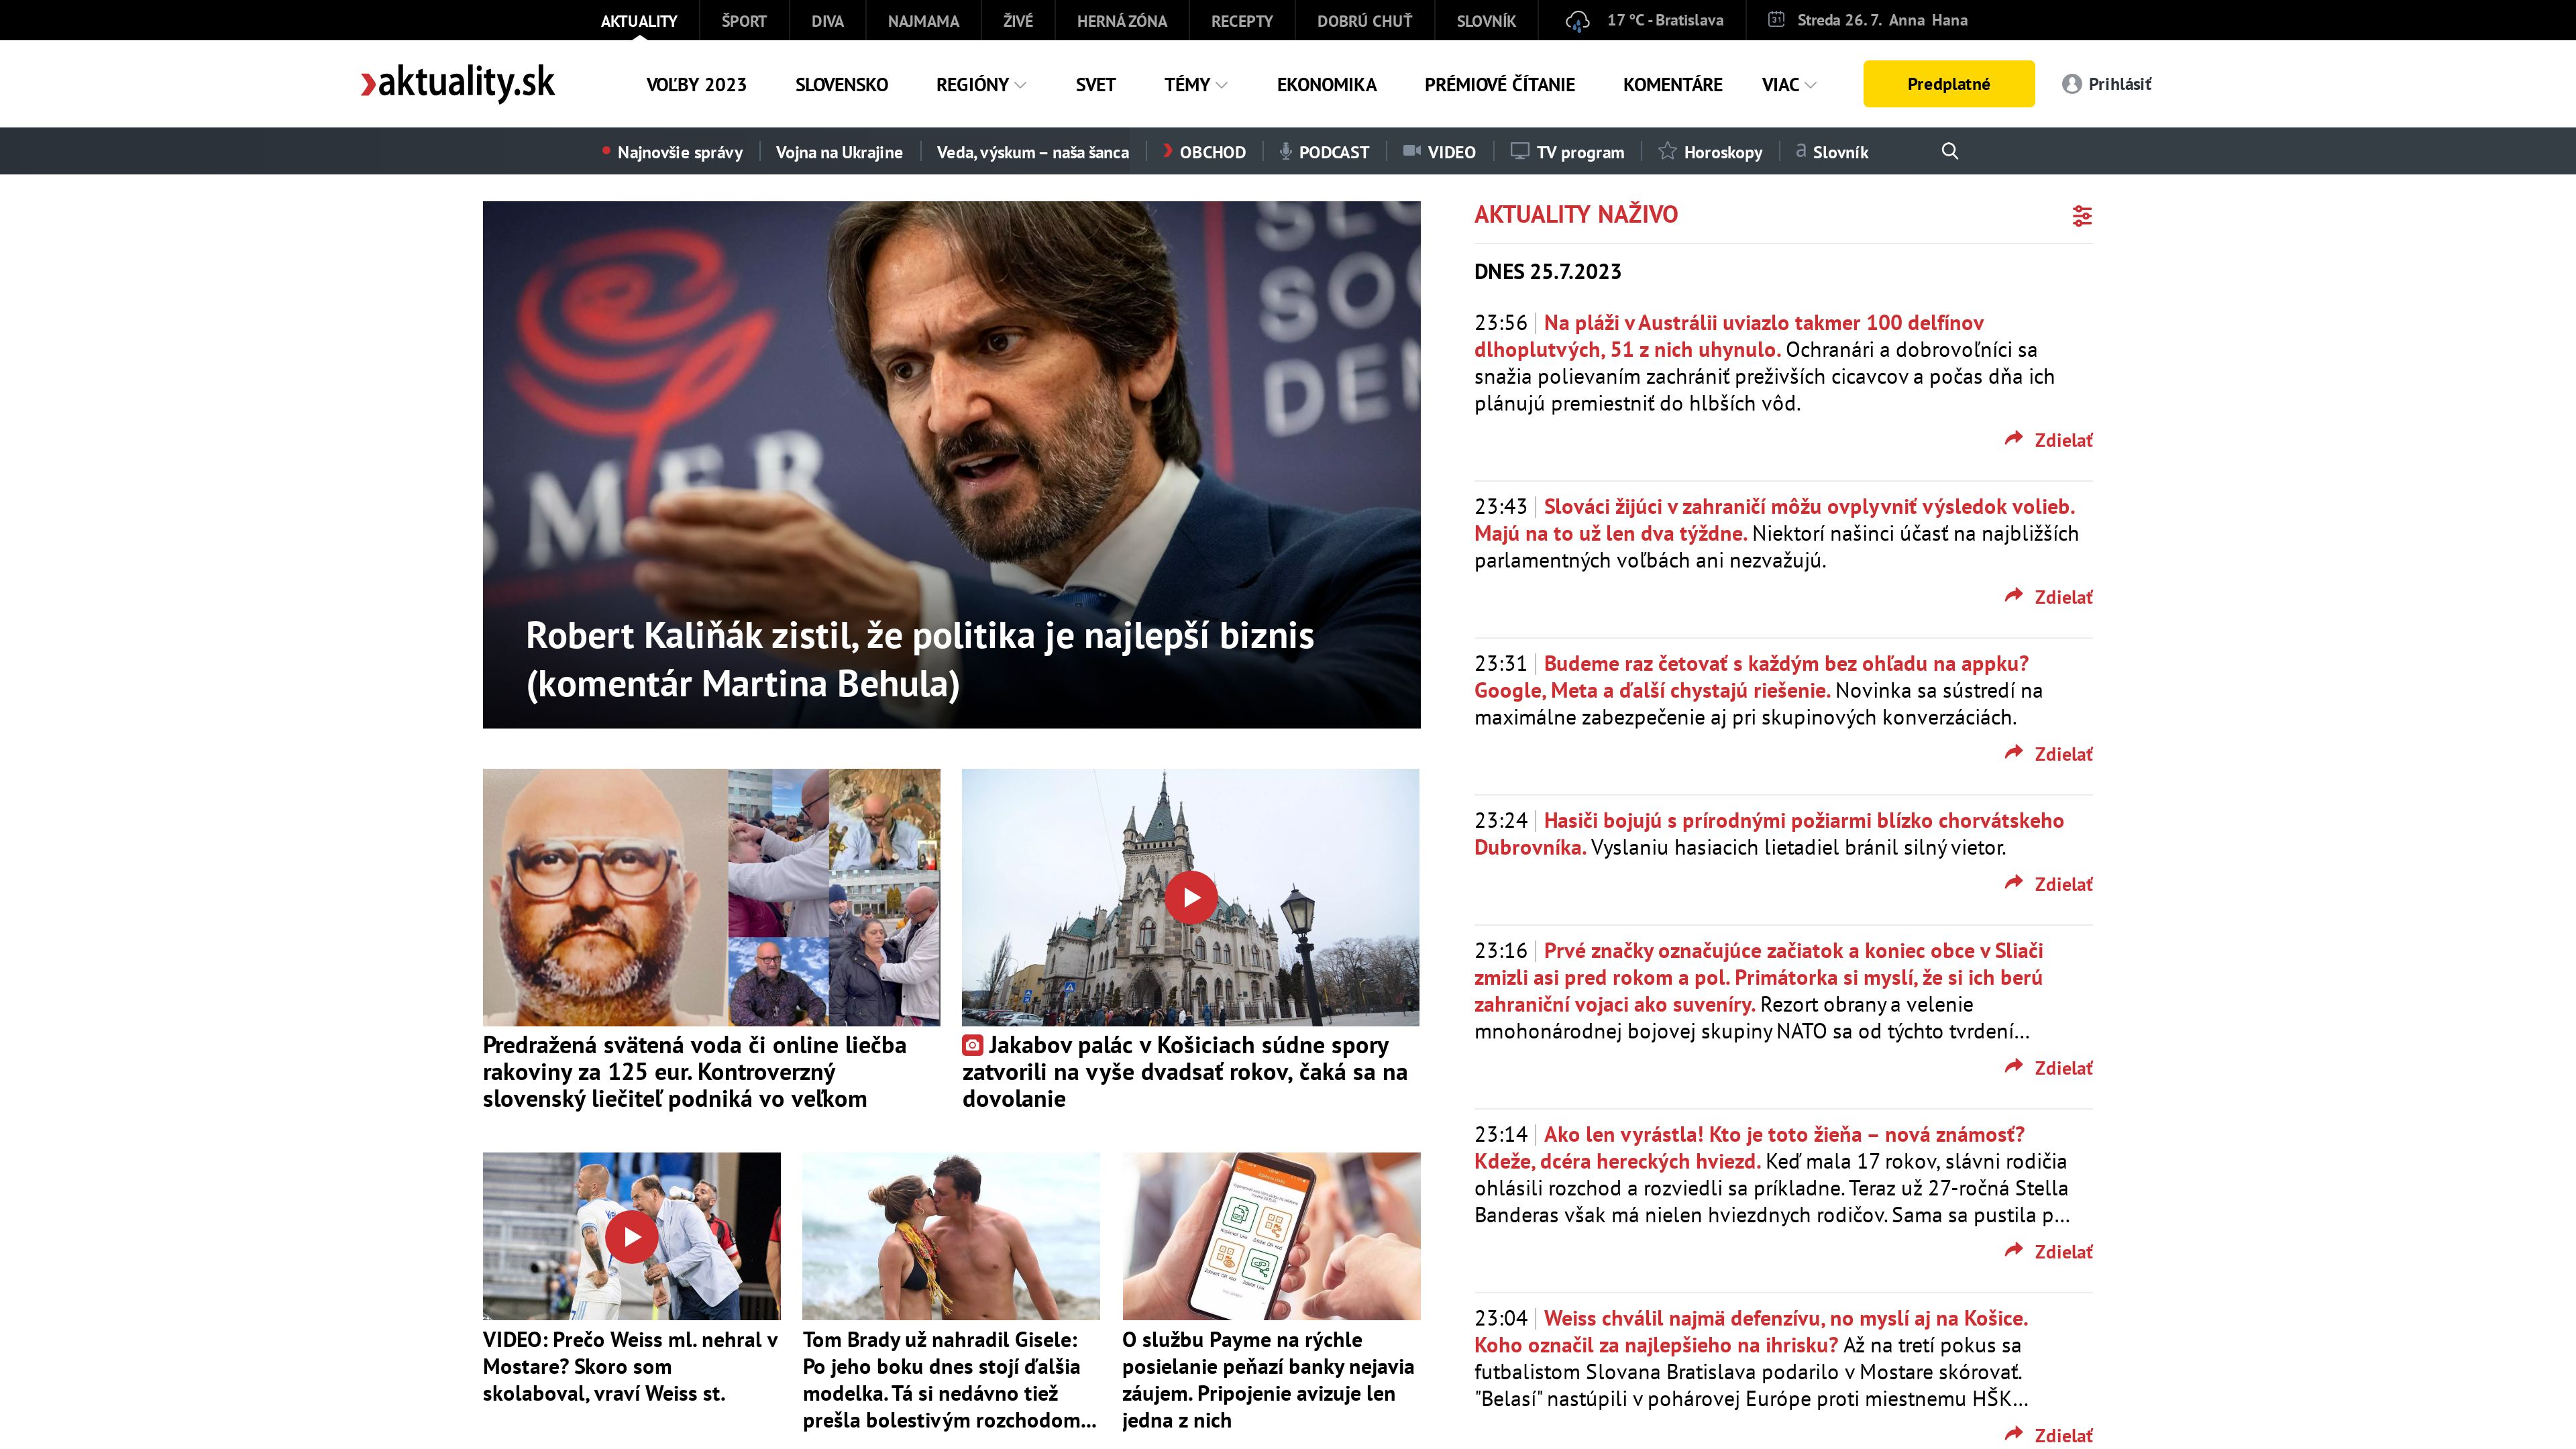 AKTUALITY
ŠPORT
DIVA
NAJMAMA
ŽIVÉ
HERNÁ ZÓNA
RECEPTY
DOBRÚ CHUŤ
SLOVNÍK
17 °C - Bratislava
Streda 26. 7. Anna Hana
aktuality.sk
VOĽBY 2023
SLOVENSKO
REGIÓNY
SVET
TÉMY
EKONOMIKA
PRÉMIOVÉ ČÍTANIE
KOMENTÁRE
VIAC
Predplatné
Prihlásiť
Najnovšie správy
Vojna na Ukrajine
Veda, výskum – naša šanca
OBCHOD
PODCAST
VIDEO
TV program
Horoskopy
Slovník
SMER
SLO
SOC
DEM
Robert Kaliňák zistil, že politika je najlepší biznis
(komentár Martina Behula)
Predražená svätená voda či online liečba
rakoviny za 125 eur. Kontroverzný
slovenský liečiteľ podniká vo veľkom
Jakabov palác v Košiciach súdne spory
zatvorili na vyše dvadsať rokov, čaká sa na
dovolanie
VIDEO: Prečo Weiss ml. nehral v
Mostare? Skoro som
skolaboval, vraví Weiss st.
Tom Brady už nahradil Gisele:
Po jeho boku dnes stojí ďalšia
modelka. Tá si nedávno tiež
prešla bolestivým rozchodom...
O službu Payme na rýchle
posielanie peňazí banky nejavia
záujem. Pripojenie avizuje len
jedna z nich
AKTUALITY NAŽIVO
DNES 25.7.2023
23:56 Na pláži v Austrálii uviazlo takmer 100 delfínov
dlhoplutvých, 51 z nich uhynulo. Ochranári a dobrovoľníci sa
snažia polievaním zachrániť preživších cicavcov a počas dňa ich
plánujú premiestniť do hlbších vôd.
Zdielať
23:43 Slováci žijúci v zahraničí môžu ovplyvniť výsledok volieb.
Majú na to už len dva týždne. Niektorí našinci účasť na najbližších
parlamentných voľbách ani nezvažujú.
Zdielať
23:31 Budeme raz četovať s každým bez ohľadu na appku?
Google, Meta a ďalší chystajú riešenie. Novinka sa sústredí na
maximálne zabezpečenie aj pri skupinových konverzáciách.
Zdielať
23:24 Hasiči bojujú s prírodnými požiarmi blízko chorvátskeho
Dubrovníka. Vyslaniu hasiacich lietadiel bránil silný vietor.
Zdielať
23:16 Prvé značky označujúce začiatok a koniec obce v Sliači
zmizli asi pred rokom a pol. Primátorka si myslí, že si ich berú
zahraniční vojaci ako suveníry. Rezort obrany a velenie
mnohonárodnej bojovej skupiny NATO sa od týchto tvrdení...
Zdielať
23:14 Ako len vyrástla! Kto je toto žieňa – nová známosť?
Kdeže, dcéra hereckých hviezd. Keď mala 17 rokov, slávni rodičia
ohlásili rozchod a rozviedli sa príkladne. Teraz už 27-ročná Stella
Banderas však má nielen hviezdnych rodičov. Sama sa pustila p...
Zdielať
23:04 Weiss chválil najmä defenzívu, no myslí aj na Košice.
Koho označil za najlepšieho na ihrisku? Až na tretí pokus sa
futbalistom Slovana Bratislava podarilo v Mostare skórovať.
"Belasí" nastúpili v pohárovej Európe proti miestnemu HŠK...
Zdielať